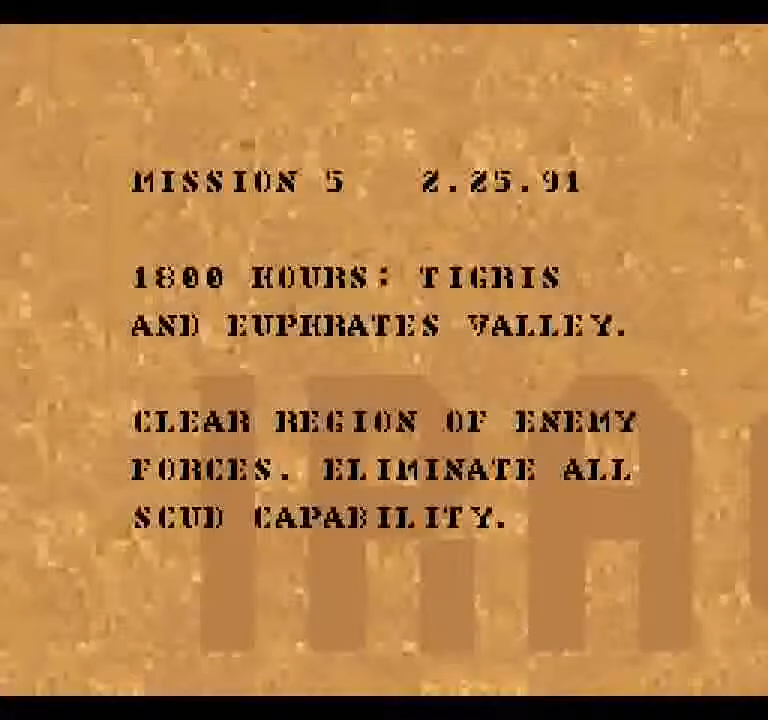 MISSION 5 2.25.91
1800 HOURS: TIGRIS
AND EUPHRATES VALLEY.
CLEAR REGION OF ENEMY
FORCES. ELIMINATE ALL
SCUD CAPABILITY.
IRA